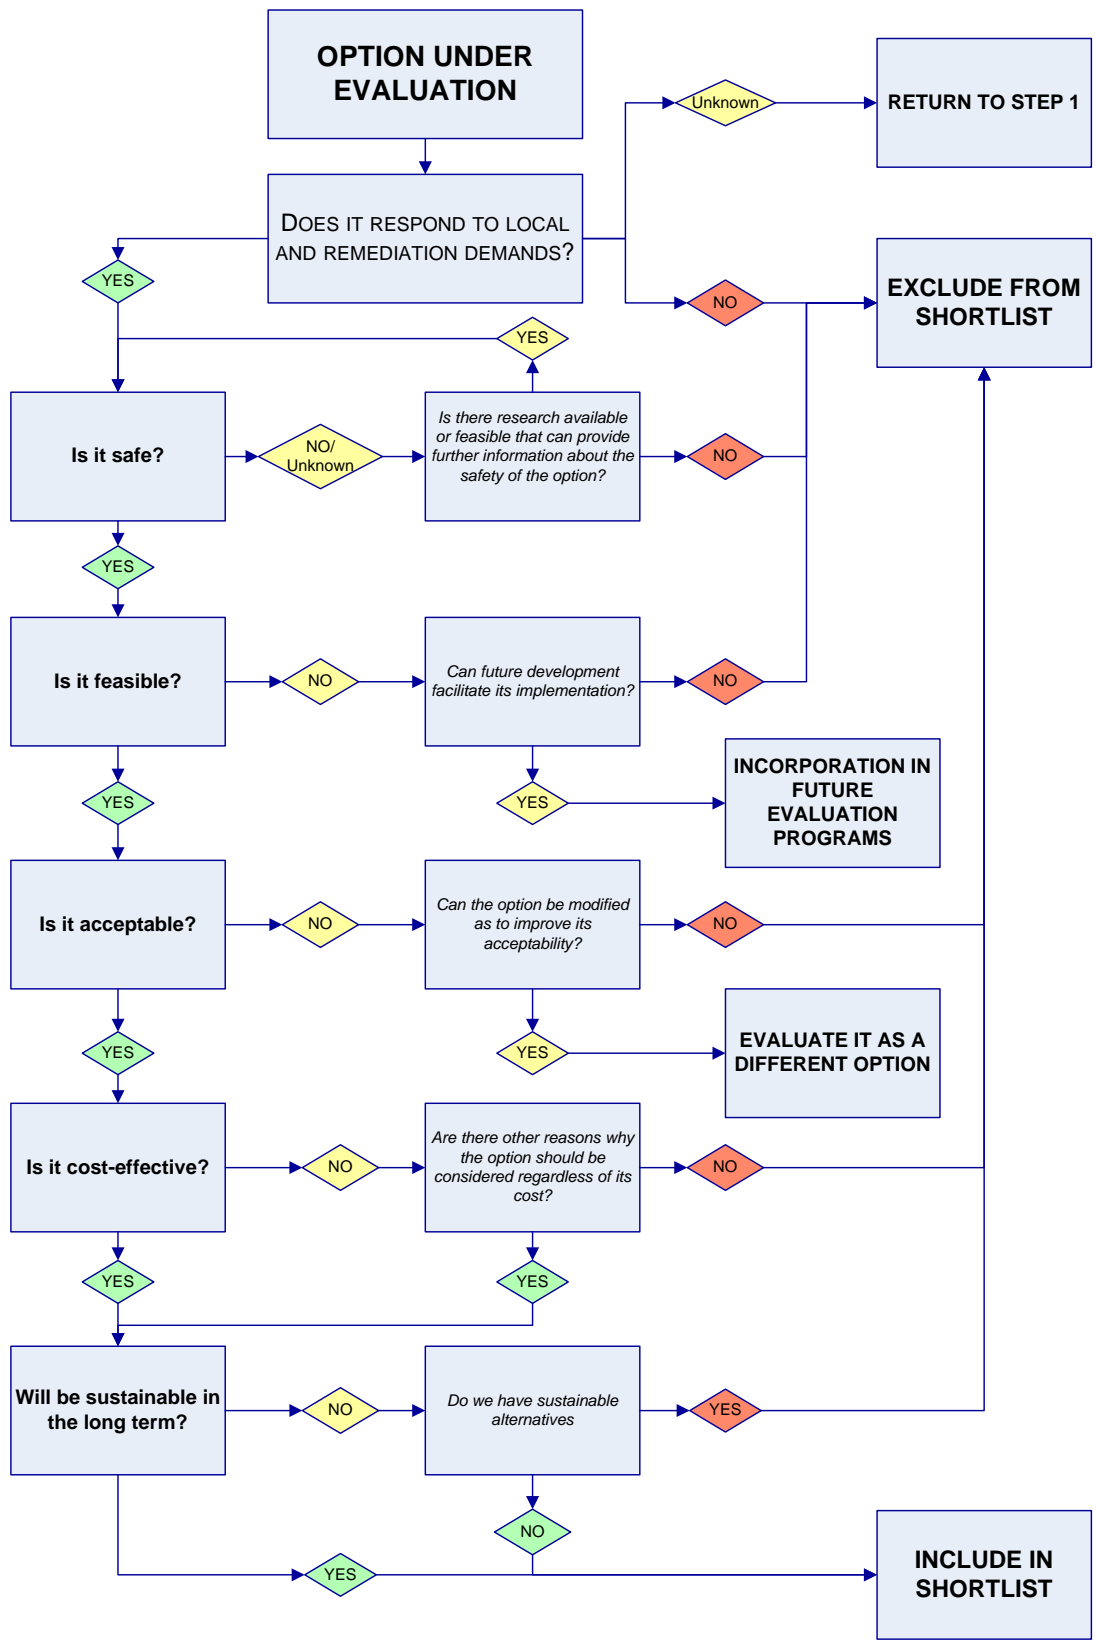 OPTION UNDER
EVALUATION
Unknown
RETURN TO STEP 1
DOES IT RESPOND TO LOCAL
AND REMEDIATION DEMANDS?
YES
NO
EXCLUDE FROM
SHORTLIST
YES
Is it safe?
NO/
Unknown
Is there research available
or feasible that can provide
further information about the
safety of the option?
NO
YES
Is it feasible?
NO
Can future development
facilitate its implementation?
NO
YES
YES
INCORPORATION IN
FUTURE
EVALUATION
PROGRAMS
Is it acceptable?
NO
Can the option be modified
as to improve its
acceptability?
NO
YES
YES
EVALUATE IT AS A
DIFFERENT OPTION
Is it cost-effective?
NO
Are there other reasons why
the option should be
considered regardless of its
cost?
NO
YES
YES
Will be sustainable in
the long term?
NO
Do we have sustainable
alternatives
YES
NO
YES
INCLUDE IN
SHORTLIST